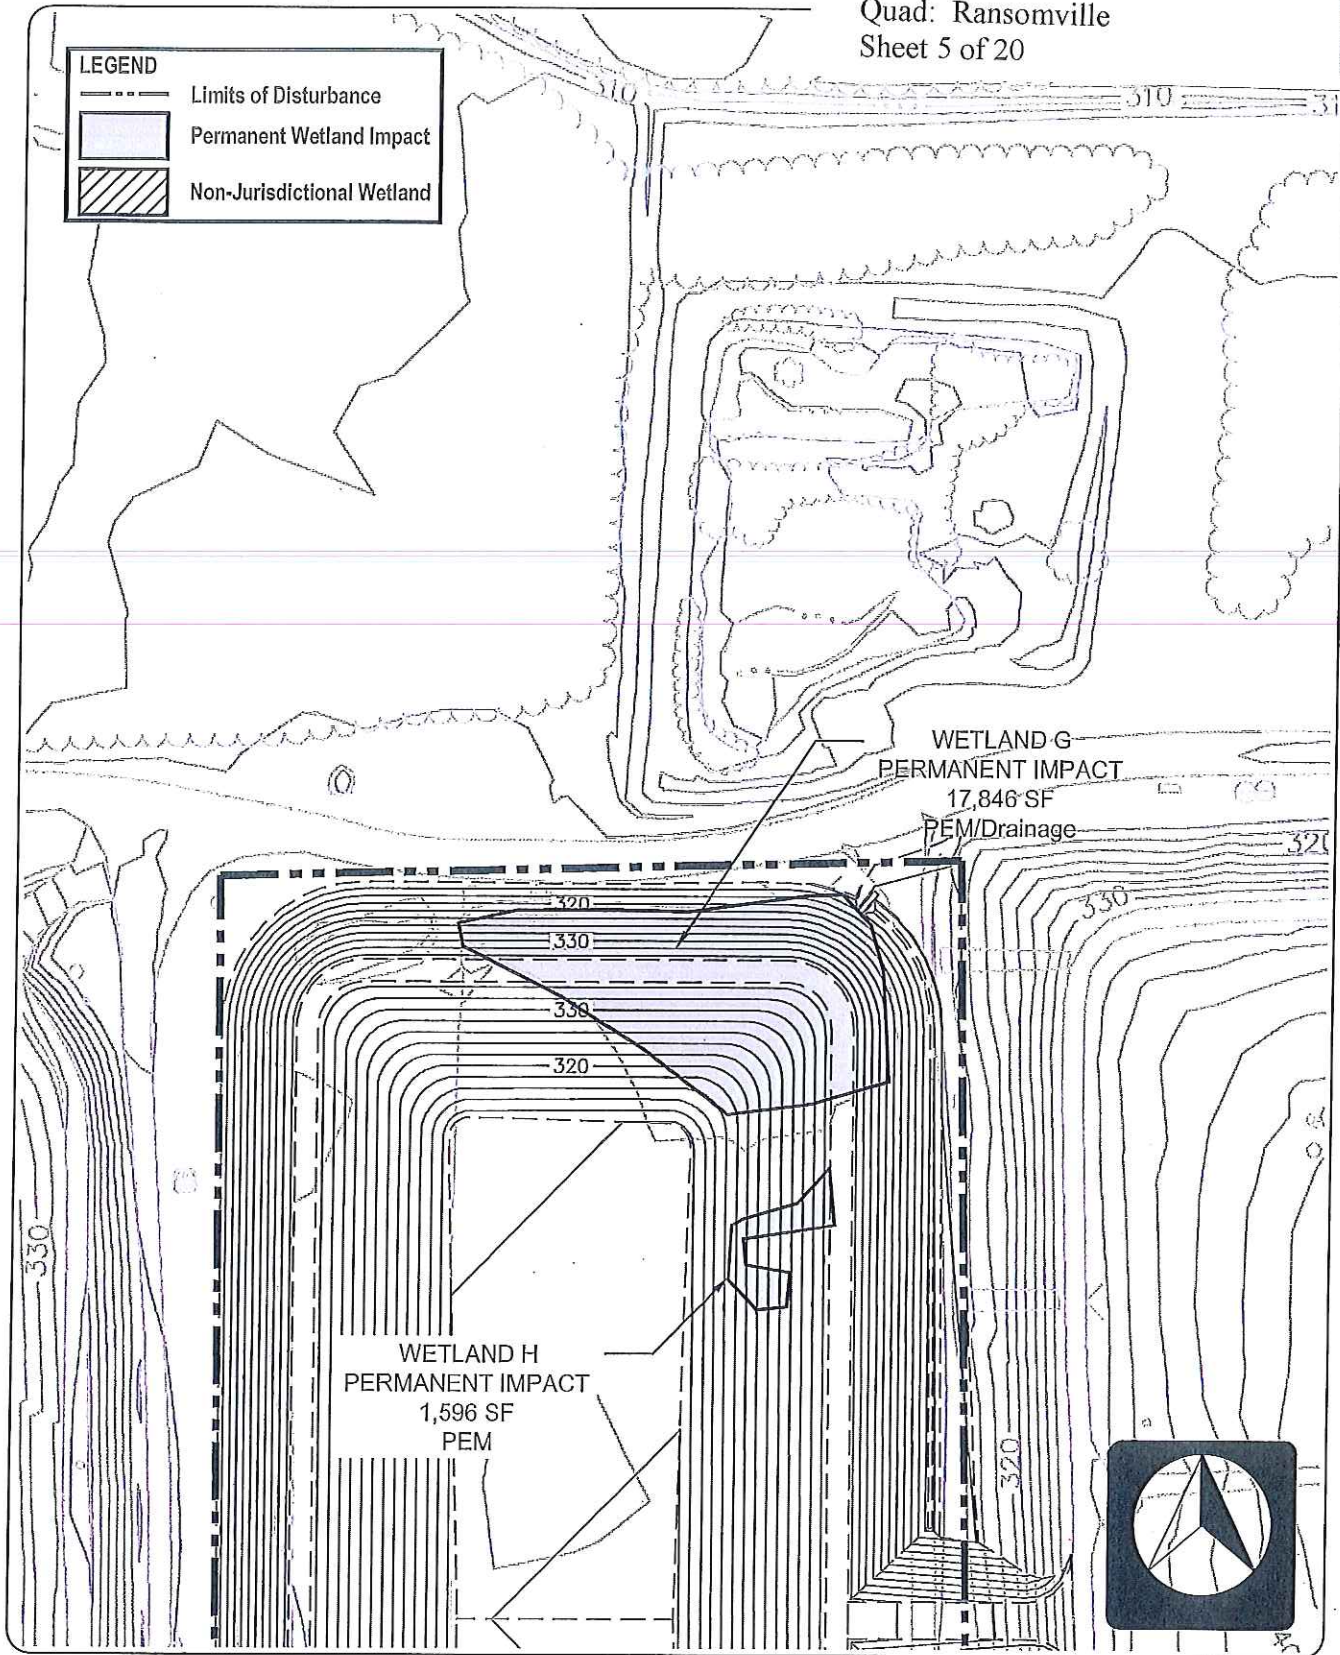 Quad: Ransomville
Sheet 5 of 20
LEGEND
Limits of Disturbance
Permanent Wetland Impact
Non-Jurisdictional Wetland
310
310
31
WETLAND G
PERMANENT IMPACT
17,846 SF
PEM/Drainage
320
330
320
330
330
320
330
WETLAND H
PERMANENT IMPACT
1,596 SF
PEM
320